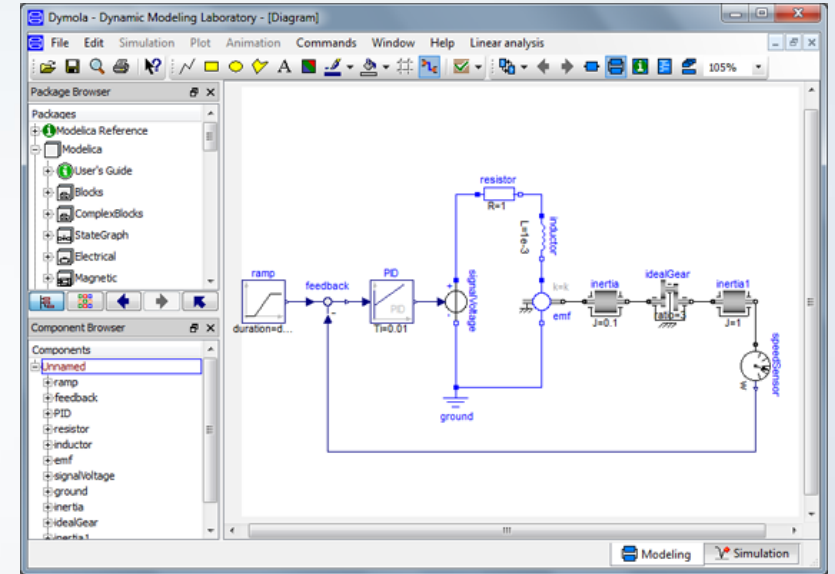 Dymola - Dynamic Modeling Laboratory - [Diagram]
File Edit Simulation Plot Animation Commands Window Help Linear analysis
A 105%
Package Browser
Packages
Modelica Reference
Modelica
User's Guide
Blocks
ComplexBlocks
StateGraph
Electrical
Magnetic
Component Browser
Components
Unnamed
ramp
feedback
PID
resistor
inductor
emf
signalVoltage
ground
inertia
idealGear
inertia1
resistor
R=1
L=1e-3
inductor
ramp
duration=d...
feedback
-
PID
PID
Ti=0.01
+
-
signalVoltage
k=k
emf
inertia
J=0.1
idealGear
ratio=3
inertia1
J=1
speedSensor
w
ground
Modeling Simulation